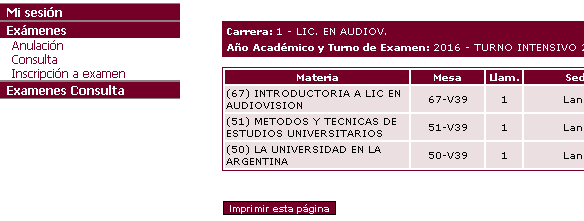 Mi sesión
Exámenes
Anulación
Consulta
Inscripción a examen
Examenes Consulta
Carrera: 1 - LIC. EN AUDIOV.
Año Académico y Turno de Examen: 2016 - TURNO INTENSIVO
Materia Mesa Llam. Sed
(67) INTRODUCTORIA A LIC EN
AUDIOVISION 67-V39 1 Lan
(51) METODOS Y TECNICAS DE
ESTUDIOS UNIVERSITARIOS 51-V39 1 Lan
(50) LA UNIVERSIDAD EN LA
ARGENTINA 50-V39 1 Lan
Imprimir esta página